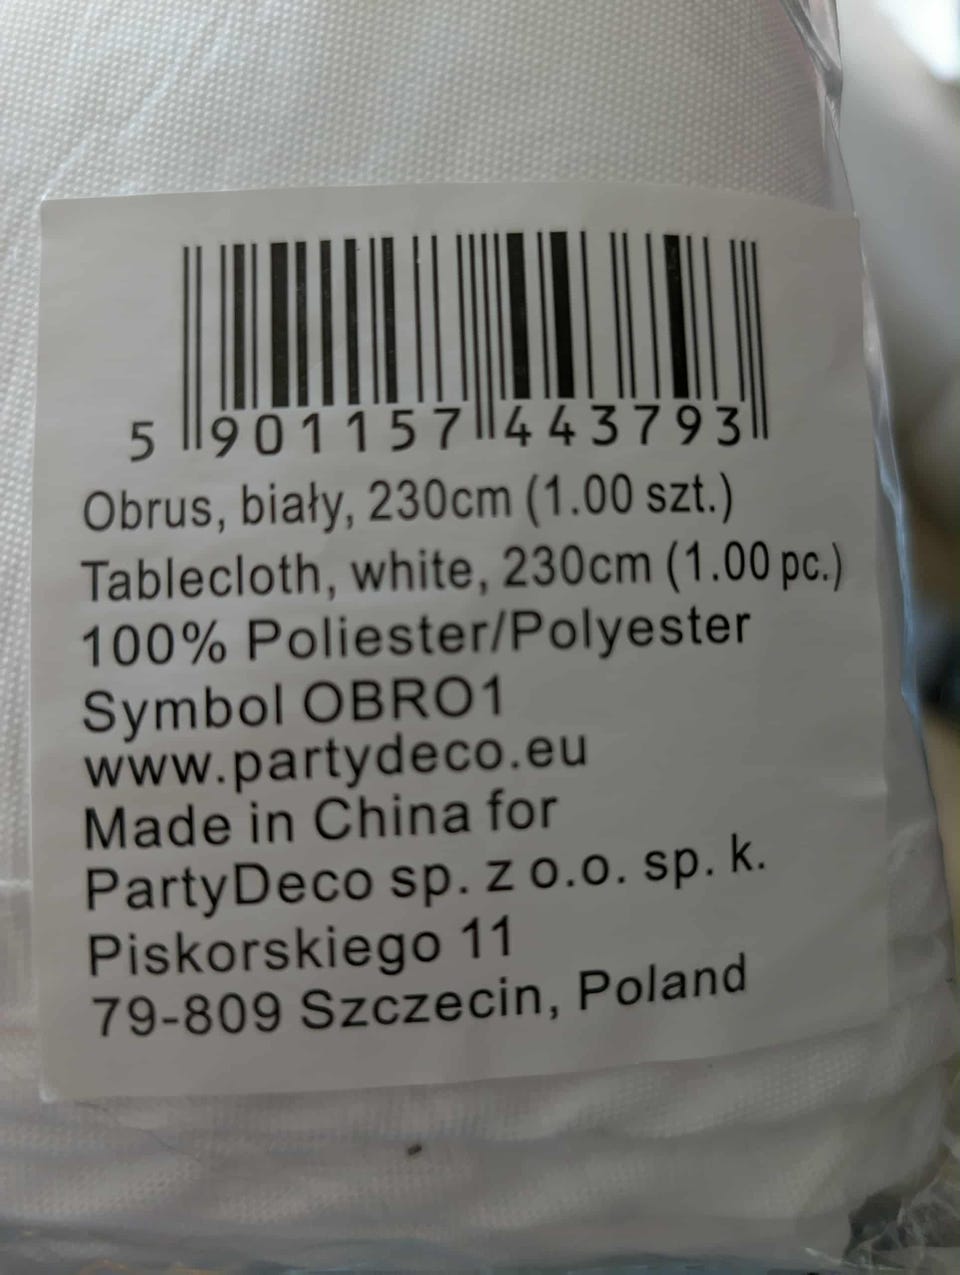 5 901157 443793
Obrus, biały, 230cm (1.00 szt.)
Tablecloth, white, 230cm (1.00 pc.)
100% Poliester/Polyester
Symbol OBRO1
www.partydeco.eu
Made in China for
PartyDeco sp. z o.o. sp. k.
Piskorskiego 11
79-809 Szczecin, Poland